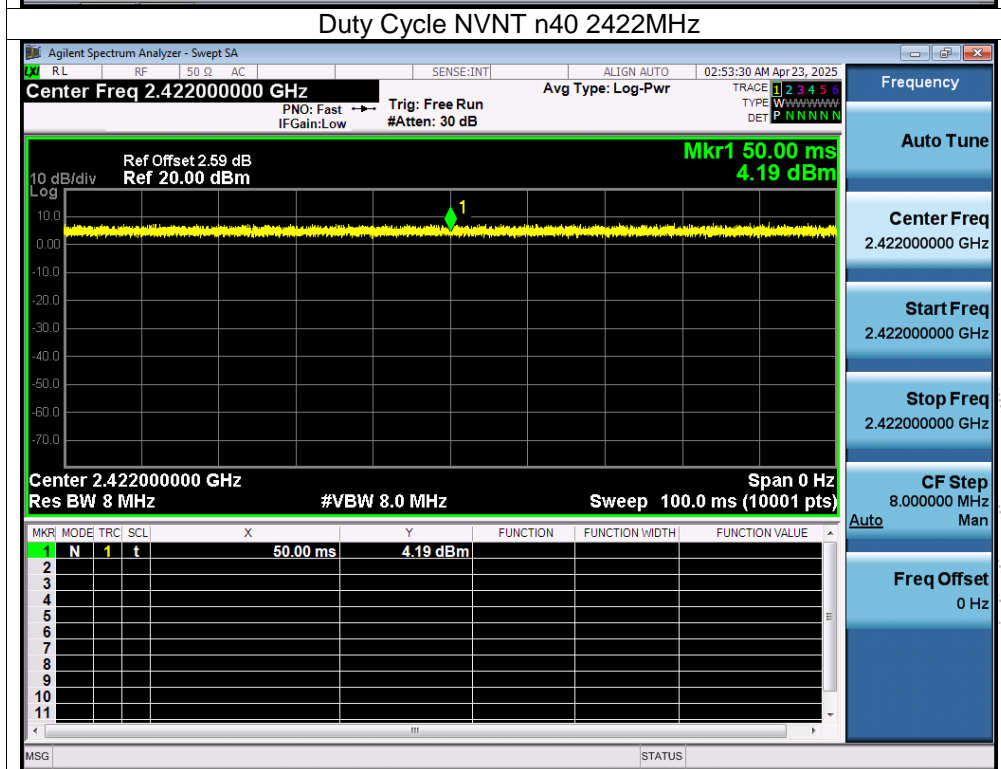 Duty Cycle NVNT n40 2422MHz
Agilent Spectrum Analyzer - Swept SA
LXI RL RF 50 Ω AC SENSE:INT ALIGN AUTO 02:53:30 AM Apr 23, 2025
Center Freq 2.422000000 GHz
PNO: Fast
IFGain:Low
Trig: Free Run
#Atten: 30 dB
Avg Type: Log-Pwr
TRACE 1 2 3 4 5 6
TYPE WWWWWW
DET P N N N N N
Frequency
Mkr1 50.00 ms
4.19 dBm
Ref Offset 2.59 dB
10 dB/div Ref 20.00 dBm
Log
1
10.0
0.00
-10.0
-20.0
-30.0
-40.0
-50.0
-60.0
-70.0
Center 2.422000000 GHz Span 0 Hz
Res BW 8 MHz #VBW 8.0 MHz Sweep 100.0 ms (10001 pts)
MKR MODE TRC SCL X Y FUNCTION FUNCTION WIDTH FUNCTION VALUE
1 N 1 t 50.00 ms 4.19 dBm
2
3
4
5
6
7
8
9
10
11
MSG STATUS
Auto Tune
Center Freq
2.422000000 GHz
Start Freq
2.422000000 GHz
Stop Freq
2.422000000 GHz
CF Step
8.000000 MHz
Auto Man
Freq Offset
0 Hz